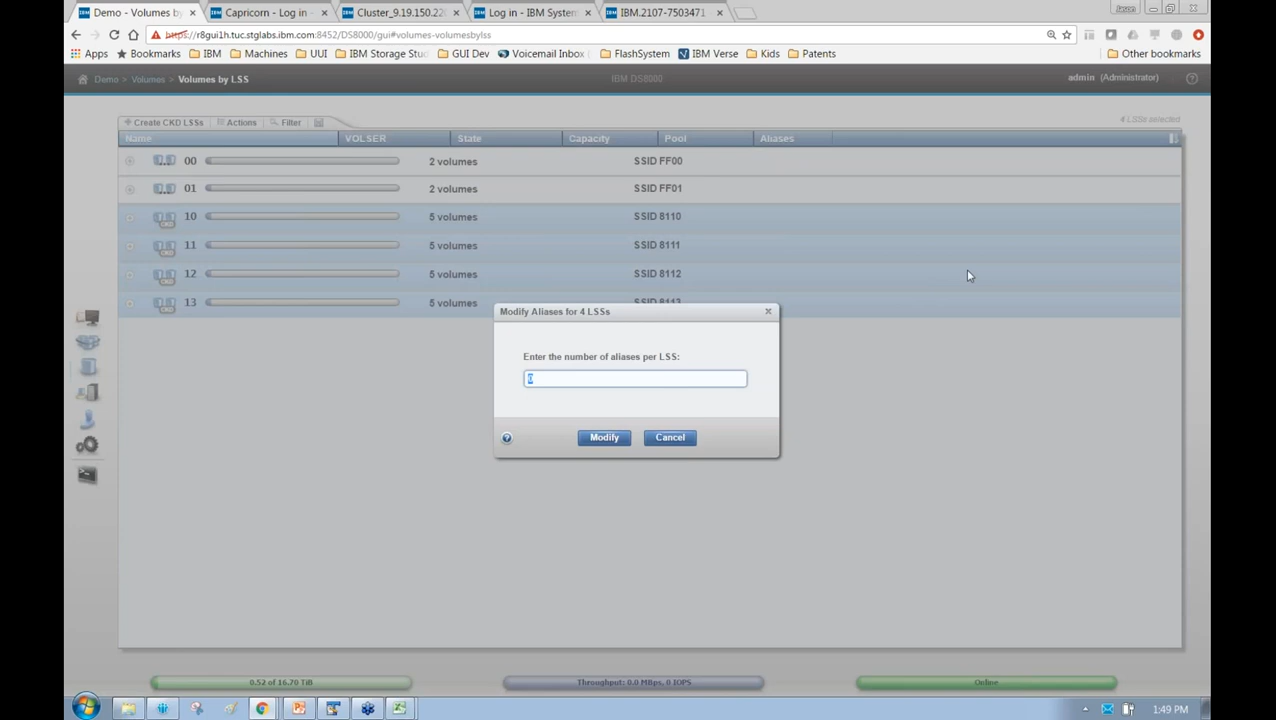 Demo - Volumes b
Capricorn - Log in - IBM
Cluster_9.19.150.22
Log in - IBM System
IBM.2107-7503471
Jason
https://r8gui1h.tuc.stglabs.ibm.com:8452/DS8000/gui#volumes-volumesbylss
Apps Bookmarks IBM Machines UUI IBM Storage Stud GUI Dev Voicemail Inbox FlashSystem IBM Verse Kids Patents Other bookmarks
Demo > Volumes > Volumes by LSS
IBM DS8000
admin (Administrator)
+ Create CKD LSSs Actions Filter
4 LSSs selected
Name VOLSER State Capacity Pool Aliases
00 2 volumes SSID FF00
01 2 volumes SSID FF01
10 5 volumes SSID 8110
11 5 volumes SSID 8111
12 5 volumes SSID 8112
13 5 volumes SSID 8113
Modify Aliases for 4 LSSs
Enter the number of aliases per LSS:
0
Modify Cancel
0.52 of 16.70 TiB
Throughput: 0.0 MBps, 0 IOPS
Online
1:49 PM